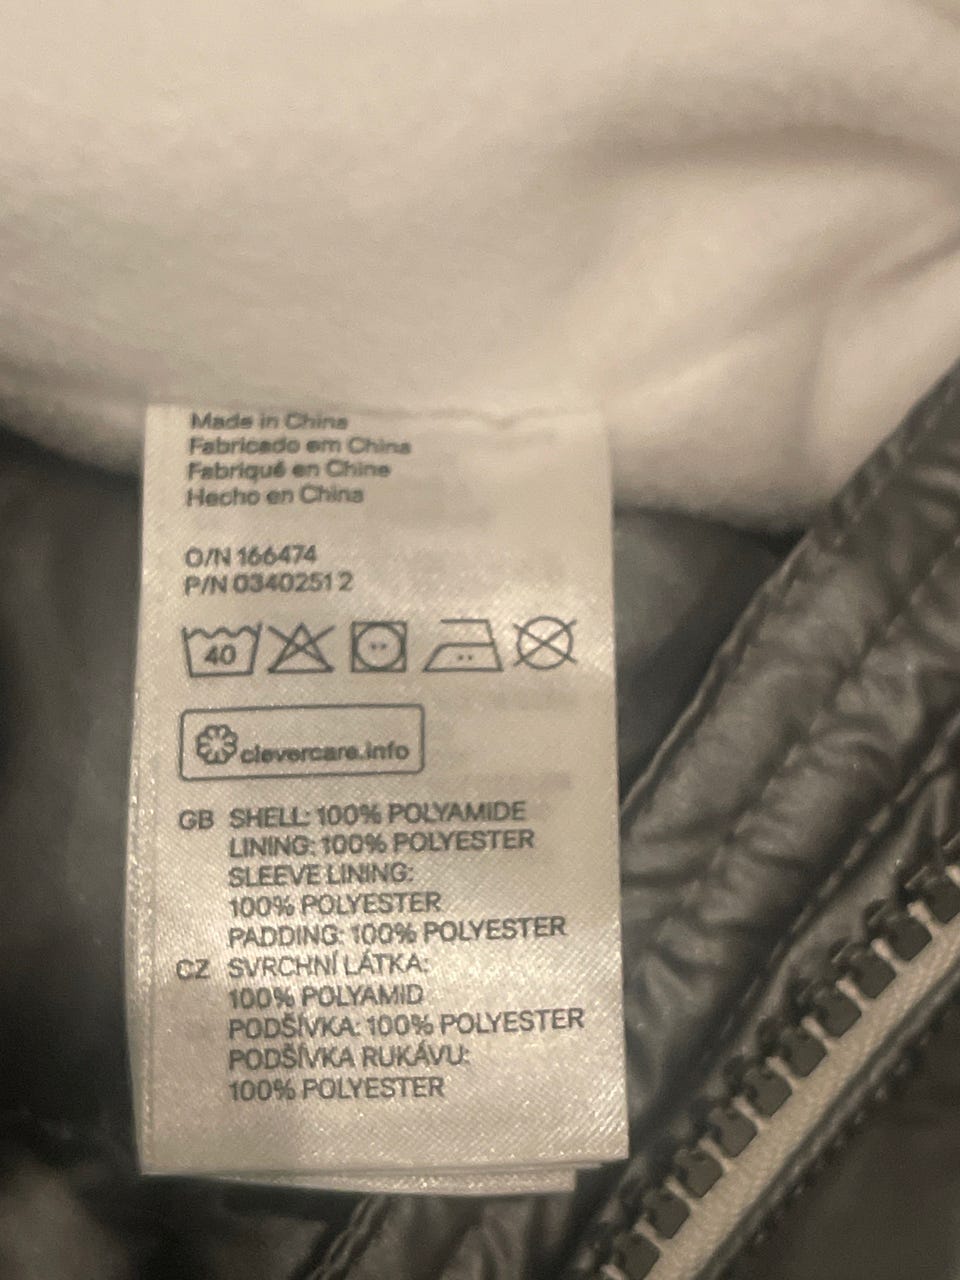 Made in China
Fabricado em China
Fabriqué en Chine
Hecho en China
O/N 166474
P/N 0340251 2
40
clevercare.info
GB SHELL: 100% POLYAMIDE
LINING: 100% POLYESTER
SLEEVE LINING:
100% POLYESTER
PADDING: 100% POLYESTER
CZ SVRCHNÍ LÁTKA:
100% POLYAMID
PODŠÍVKA: 100% POLYESTER
PODŠÍVKA RUKÁVU:
100% POLYESTER